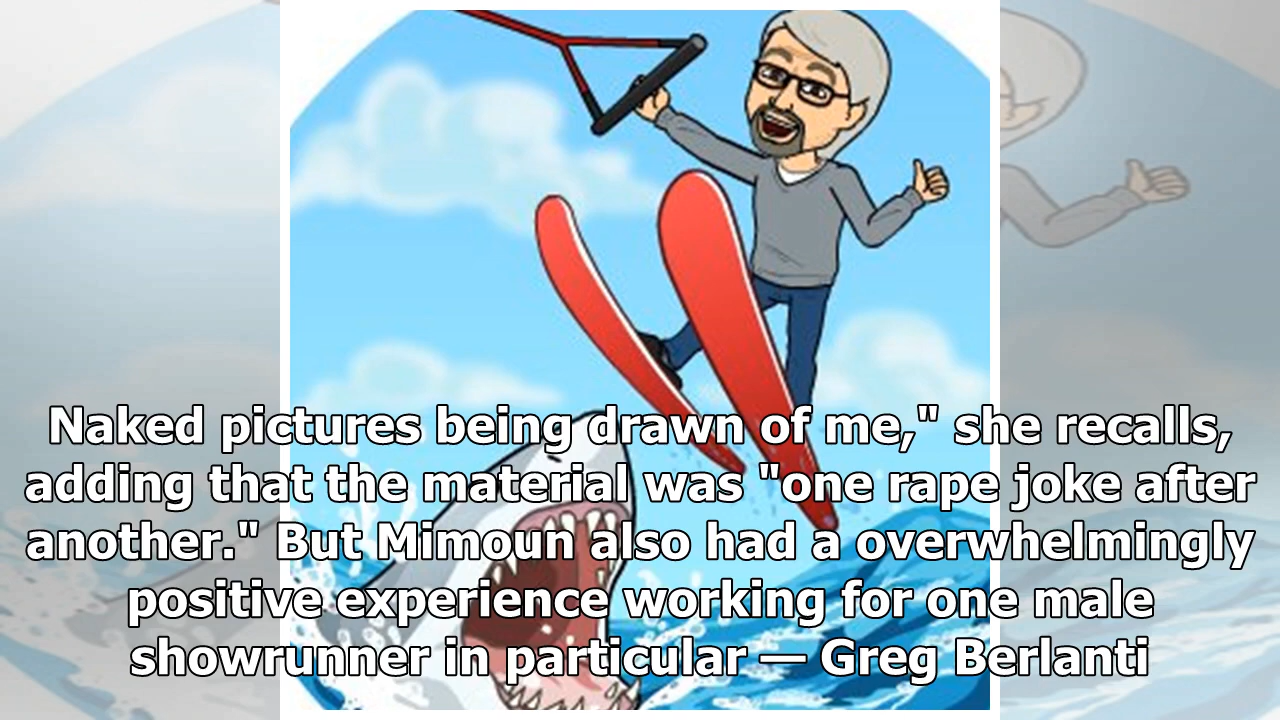 Naked pictures being drawn of me," she recalls,
adding that the material was "one rape joke after
another." But Mimoun also had a overwhelmingly
positive experience working for one male
showrunner in particular — Greg Berlanti